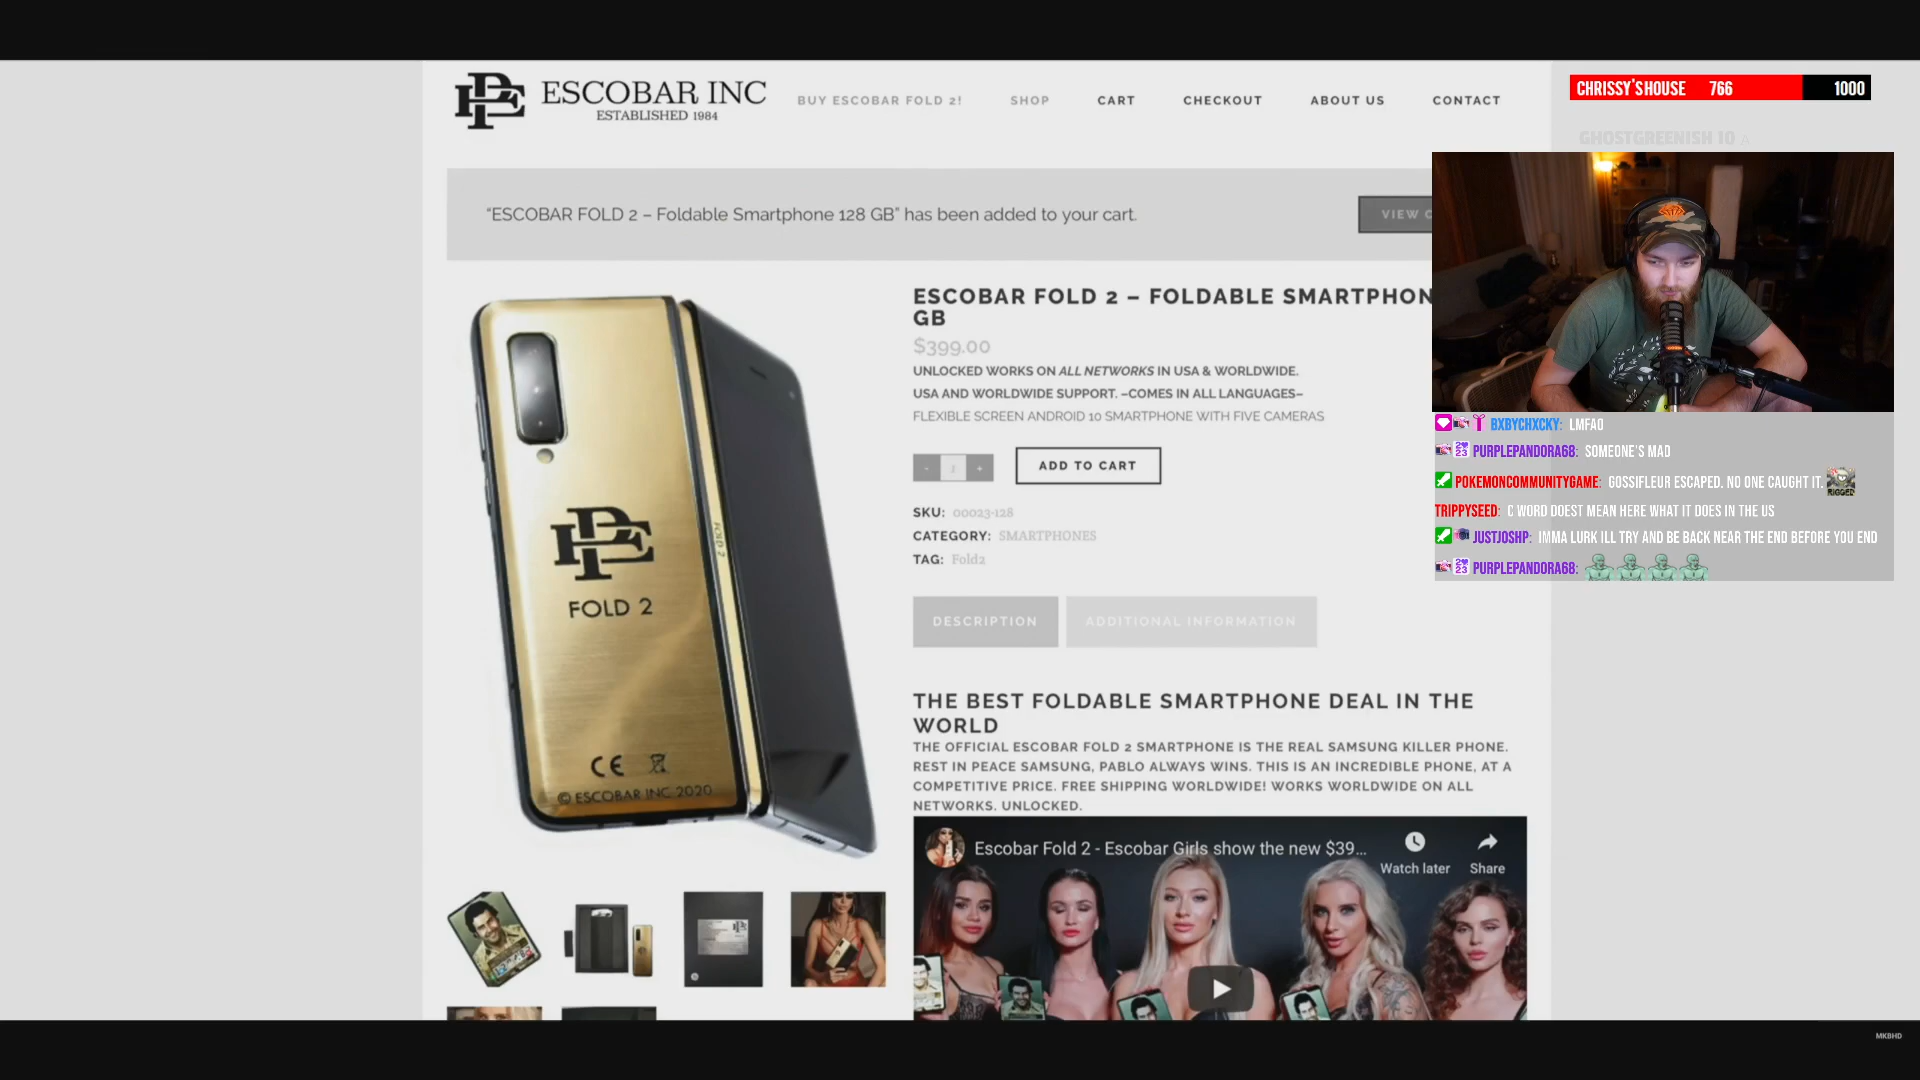 ESCOBAR INC
ESTABLISHED 1984
BUY ESCOBAR FOLD 2!
SHOP
CART
CHECKOUT
ABOUT US
CONTACT
CHRISSY'SHOUSE 766 1000
GHOSTGREENISH 10
“ESCOBAR FOLD 2 – Foldable Smartphone 128 GB” has been added to your cart.
VIEW C
ESCOBAR FOLD 2 – FOLDABLE SMARTPHON
GB
$399.00
UNLOCKED WORKS ON ALL NETWORKS IN USA & WORLDWIDE.
USA AND WORLDWIDE SUPPORT. –COMES IN ALL LANGUAGES–
FLEXIBLE SCREEN ANDROID 10 SMARTPHONE WITH FIVE CAMERAS
- 1 +
ADD TO CART
SKU: 00023-128
CATEGORY: SMARTPHONES
TAG: Fold2
DESCRIPTION
ADDITIONAL INFORMATION
FOLD 2
FOLD 2
CE
© ESCOBAR INC 2020
THE BEST FOLDABLE SMARTPHONE DEAL IN THE
WORLD
THE OFFICIAL ESCOBAR FOLD 2 SMARTPHONE IS THE REAL SAMSUNG KILLER PHONE.
REST IN PEACE SAMSUNG, PABLO ALWAYS WINS. THIS IS AN INCREDIBLE PHONE, AT A
COMPETITIVE PRICE. FREE SHIPPING WORLDWIDE! WORKS WORLDWIDE ON ALL
NETWORKS. UNLOCKED.
Escobar Fold 2 - Escobar Girls show the new $39...
Watch later
Share
BXBYCHXCKY: LMFAO
PURPLEPANDORA68: SOMEONE'S MAD
POKEMONCOMMUNITYGAME: GOSSIFLEUR ESCAPED. NO ONE CAUGHT IT. RIGGED
TRIPPYSEED: C WORD DOEST MEAN HERE WHAT IT DOES IN THE US
JUSTJOSHP: IMMA LURK ILL TRY AND BE BACK NEAR THE END BEFORE YOU END
PURPLEPANDORA68:
MKBHD